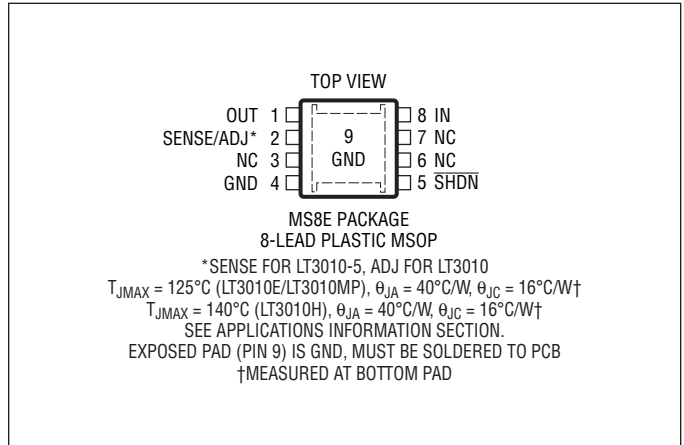 TOP VIEW
OUT 1
SENSE/ADJ* 2
NC 3
GND 4
9
GND
8 IN
7 NC
6 NC
5 S̅H̅D̅N̅
MS8E PACKAGE
8-LEAD PLASTIC MSOP
*SENSE FOR LT3010-5, ADJ FOR LT3010
TJMAX = 125°C (LT3010E/LT3010MP), θJA = 40°C/W, θJC = 16°C/W†
TJMAX = 140°C (LT3010H), θJA = 40°C/W, θJC = 16°C/W†
SEE APPLICATIONS INFORMATION SECTION.
EXPOSED PAD (PIN 9) IS GND, MUST BE SOLDERED TO PCB
†MEASURED AT BOTTOM PAD